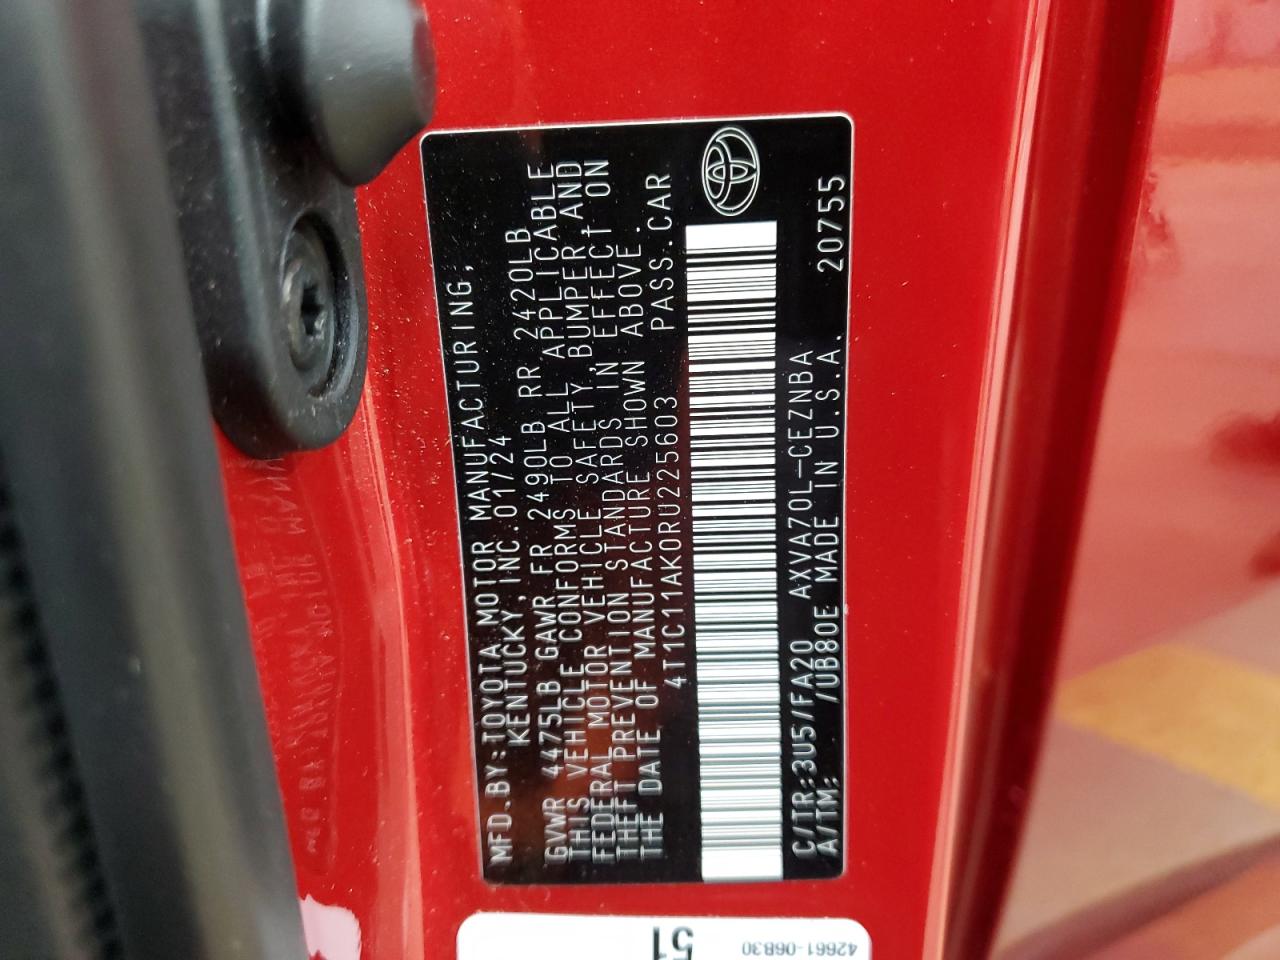 MFD.BY:TOYOTA MOTOR MANUFACTURING,
KENTUCKY, INC. 01/24
GVWR 4475LB GAWR FR 2490LB RR 2420LB
THIS VEHICLE CONFORMS TO ALL APPLICABLE
FEDERAL MOTOR VEHICLE SAFETY,BUMPER AND
THEFT PREVENTION STANDARDS IN EFFECT ON
THE DATE OF MANUFACTURE SHOWN ABOVE.
4T1C11AK0RU225603 PASS.CAR
C/TR:3U5/FA20 AXVA70L-CEZNBA 20755
A/TM: /UB80E MADE IN U.S.A.
51
42661-06B30